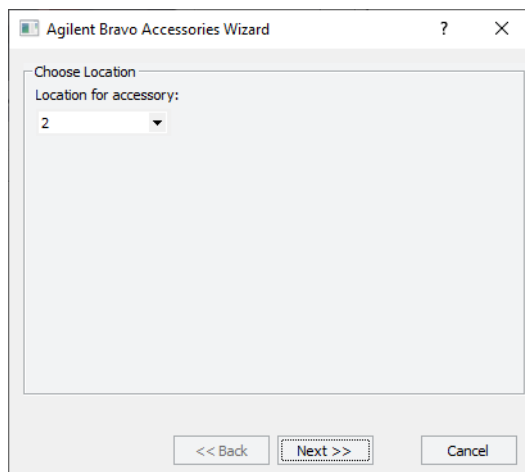 Agilent Bravo Accessories Wizard ?
Choose Location
Location for accessory:
2
<< Back Next >> Cancel